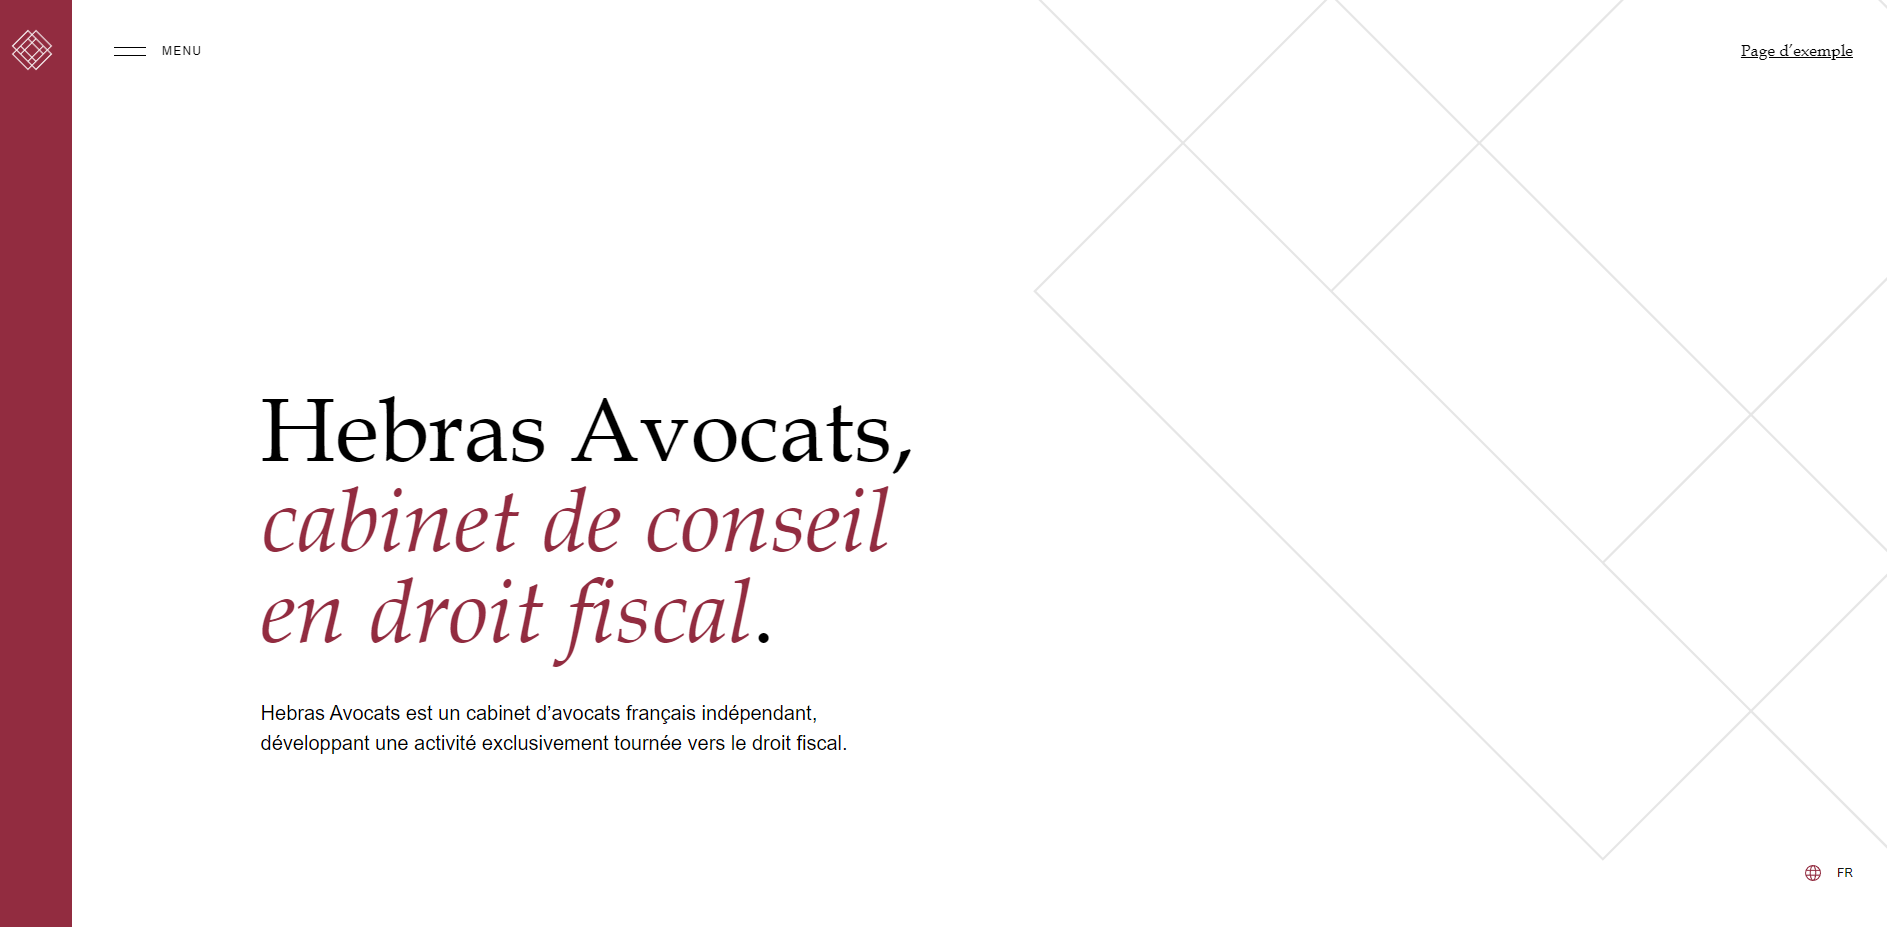 MENU
Page d’exemple
Hebras Avocats,
cabinet de conseil
en droit fiscal.
Hebras Avocats est un cabinet d’avocats français indépendant,
développant une activité exclusivement tournée vers le droit fiscal.
FR